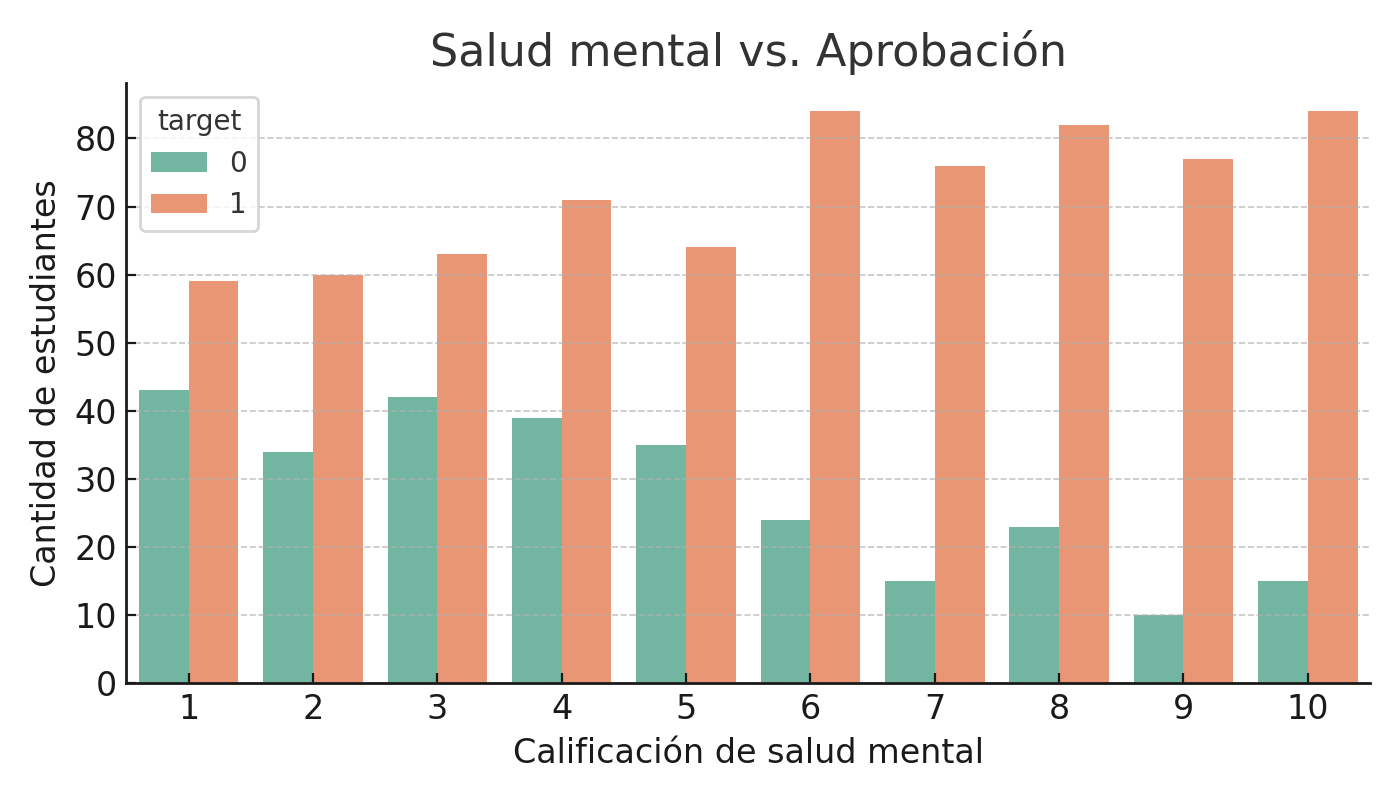 Salud mental vs. Aprobación
target
0
1
Cantidad de estudiantes
80
70
60
50
40
30
20
10
0
1 2 3 4 5 6 7 8 9 10
Calificación de salud mental